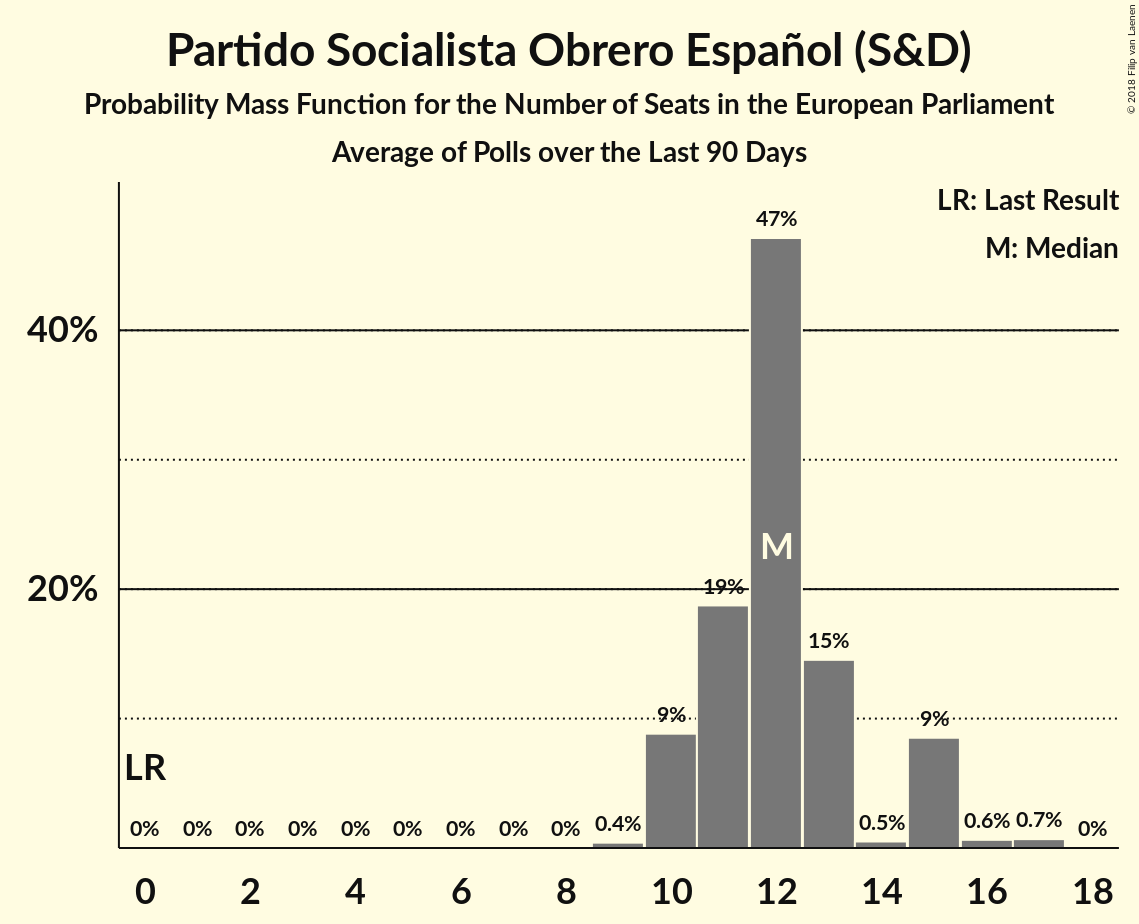 Partido Socialista Obrero Español (S&D)
Probability Mass Function for the Number of Seats in the European Parliament
Average of Polls over the Last 90 Days
© 2018 Filip van Laenen
LR: Last Result
M: Median
47%
40%
M
20%
19%
15%
9%
9%
LR
0% 0% 0% 0% 0% 0% 0% 0% 0% 0.4% 0.5% 0.6% 0.7% 0%
0 2 4 6 8 10 12 14 16 18